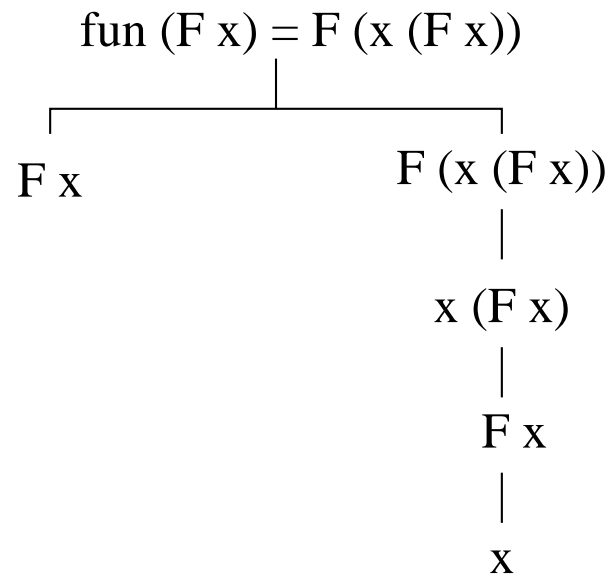 fun (F x) = F (x (F x))
F x
F (x (F x))
x (F x)
F x
x